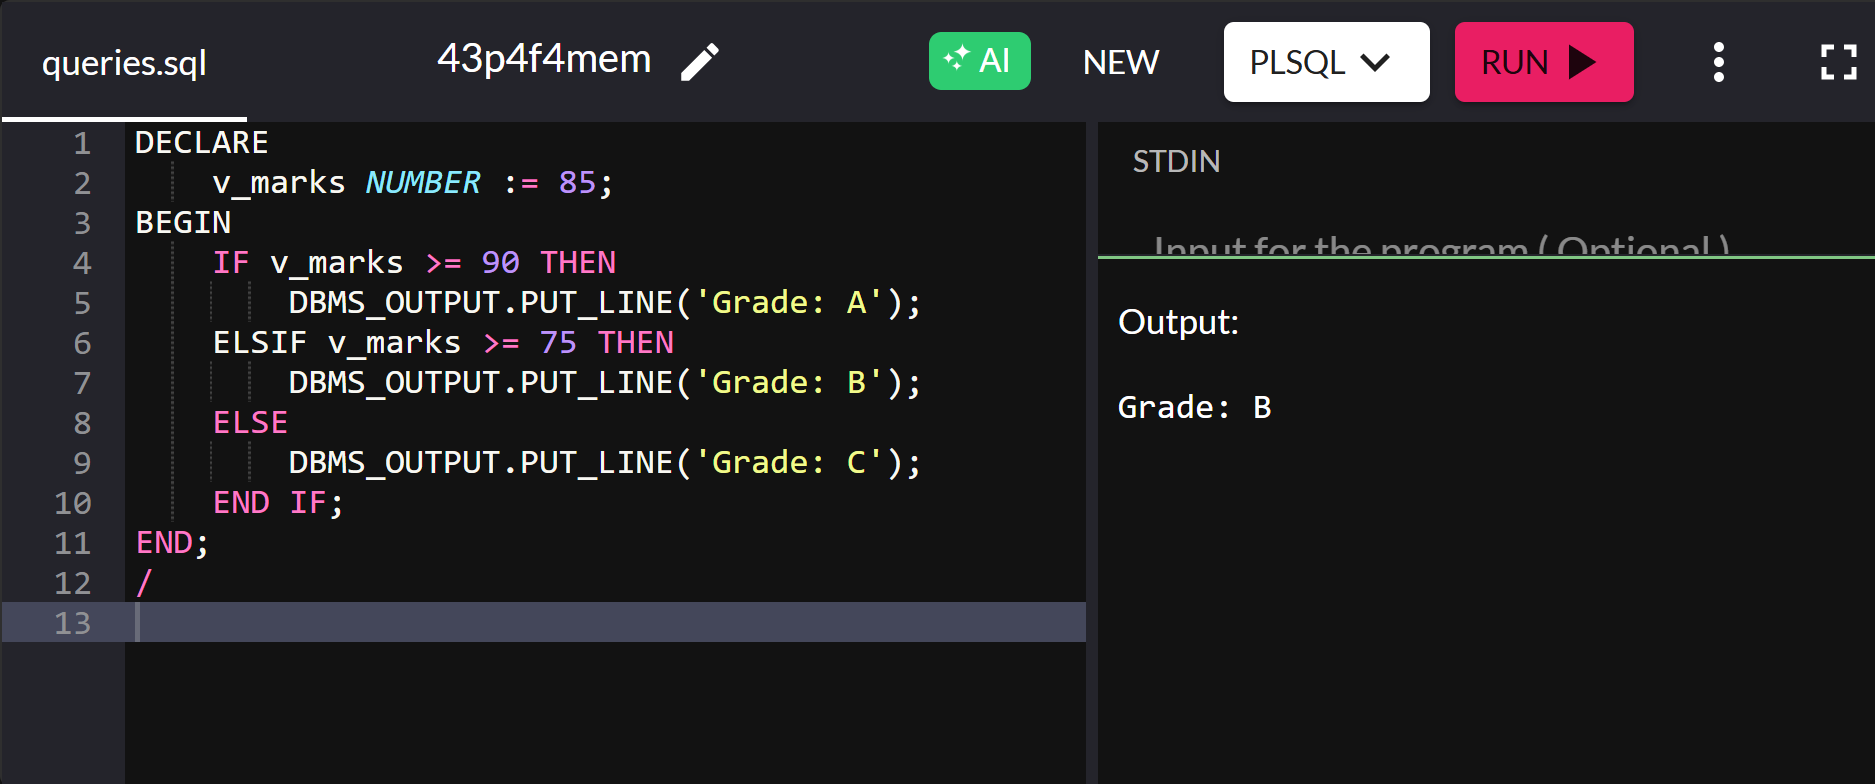 queries.sql 43p4f4mem AI NEW PLSQL RUN
1 DECLARE
2     v_marks NUMBER := 85;
3 BEGIN
4     IF v_marks >= 90 THEN
5         DBMS_OUTPUT.PUT_LINE('Grade: A');
6     ELSIF v_marks >= 75 THEN
7         DBMS_OUTPUT.PUT_LINE('Grade: B');
8     ELSE
9         DBMS_OUTPUT.PUT_LINE('Grade: C');
10     END IF;
11 END;
12 /
13
STDIN
Input for the program ( Optional )
Output:
Grade: B